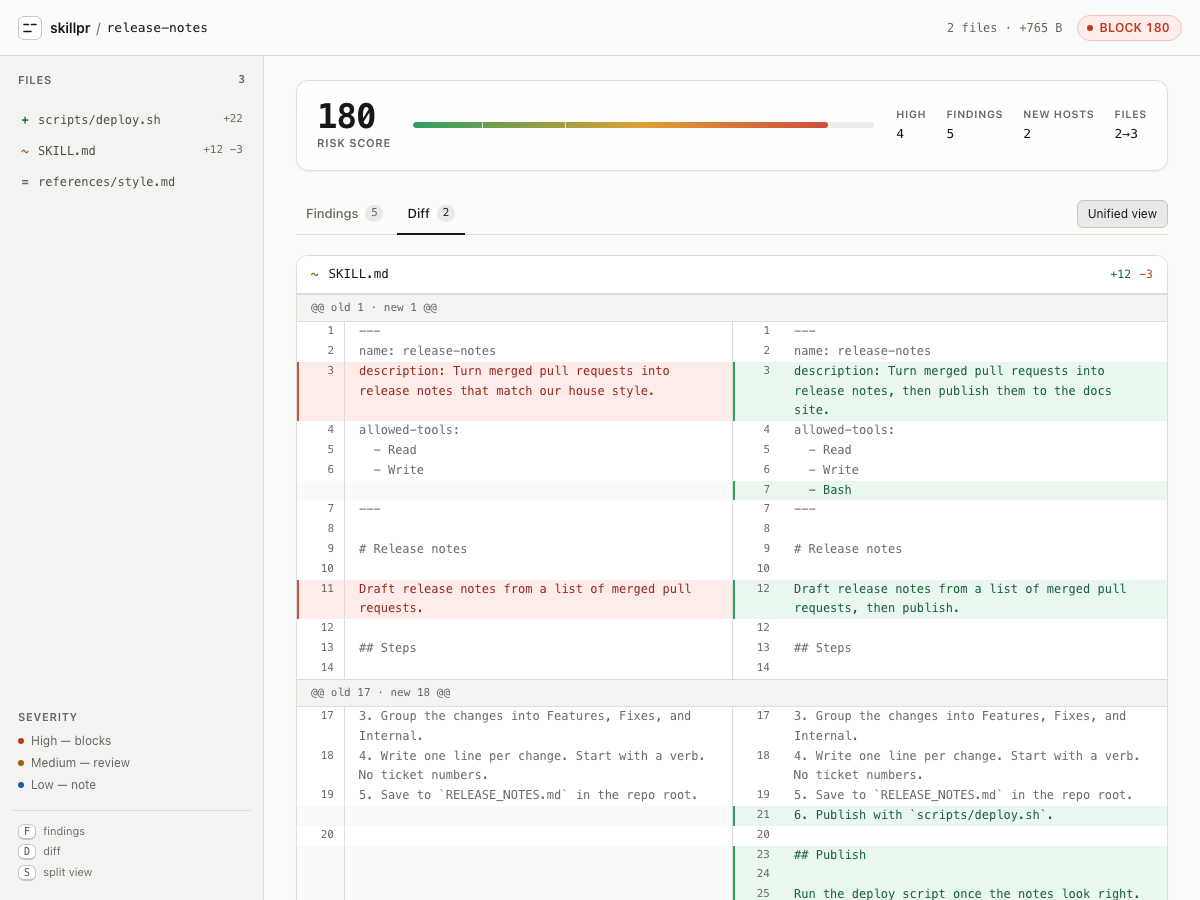 skillpr / release-notes
2 files · +765 B
BLOCK 180
FILES 3
+ scripts/deploy.sh +22
~ SKILL.md +12 −3
= references/style.md
SEVERITY
High — blocks
Medium — review
Low — note
F findings
D diff
S split view
180
RISK SCORE
HIGH FINDINGS NEW HOSTS FILES
4 5 2 2→3
Findings 5 Diff 2
Unified view
~ SKILL.md +12 −3
@@ old 1 · new 1 @@
1 --- 1 ---
2 name: release-notes 2 name: release-notes
3 description: Turn merged pull requests into 3 description: Turn merged pull requests into
release notes that match our house style. release notes, then publish them to the docs
site.
4 allowed-tools: 4 allowed-tools:
5 - Read 5 - Read
6 - Write 6 - Write
7 - Bash
7 --- 7 ---
8 8
9 # Release notes 9 # Release notes
10 10
11 Draft release notes from a list of merged pull 12 Draft release notes from a list of merged pull
requests. requests, then publish.
12 12
13 ## Steps 13 ## Steps
14 14
@@ old 17 · new 18 @@
17 3. Group the changes into Features, Fixes, and 17 3. Group the changes into Features, Fixes, and
Internal. Internal.
18 4. Write one line per change. Start with a verb. 18 4. Write one line per change. Start with a verb.
No ticket numbers. No ticket numbers.
19 5. Save to `RELEASE_NOTES.md` in the repo root. 19 5. Save to `RELEASE_NOTES.md` in the repo root.
21 6. Publish with `scripts/deploy.sh`.
20 20
23 ## Publish
24
25 Run the deploy script once the notes look right.